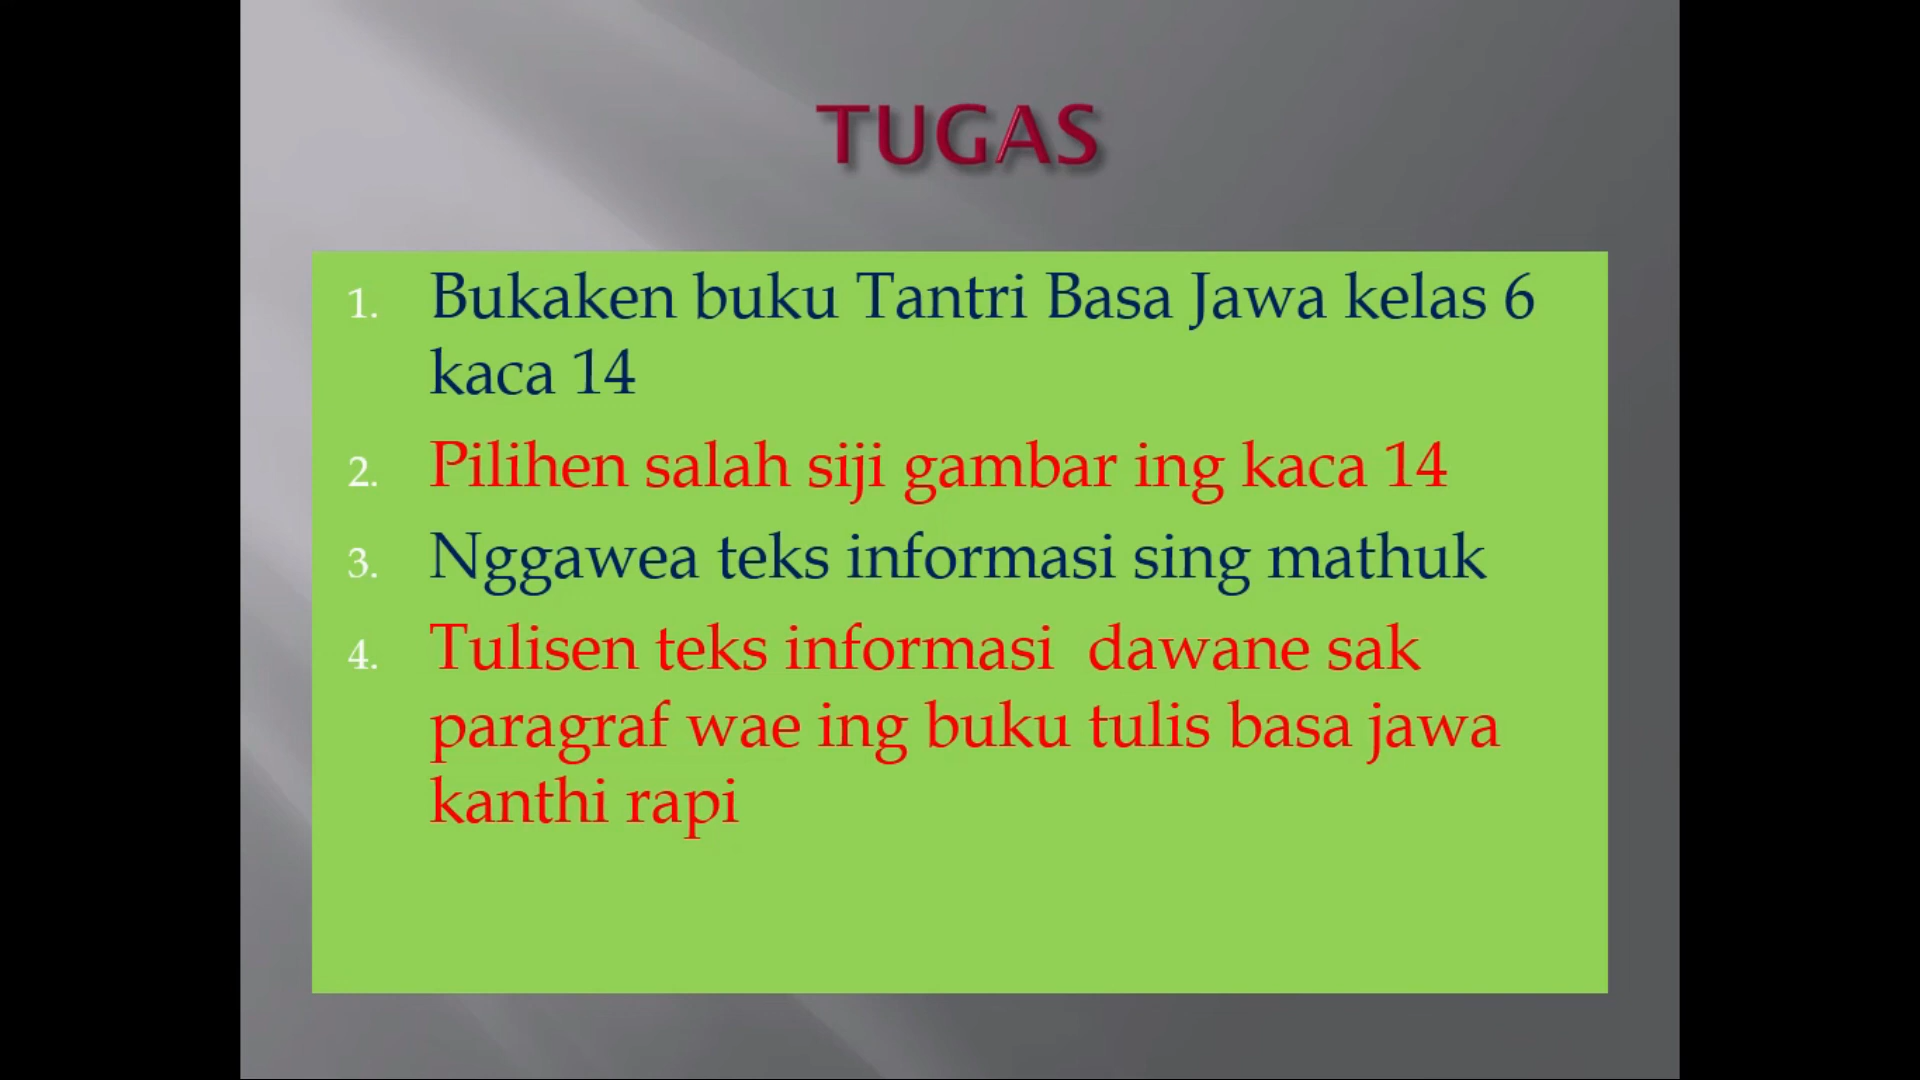 TUGAS
1. Bukaken buku Tantri Basa Jawa kelas 6
kaca 14
2. Pilihen salah siji gambar ing kaca 14
3. Nggawea teks informasi sing mathuk
4. Tulisen teks informasi  dawane sak
paragraf wae ing buku tulis basa jawa
kanthi rapi